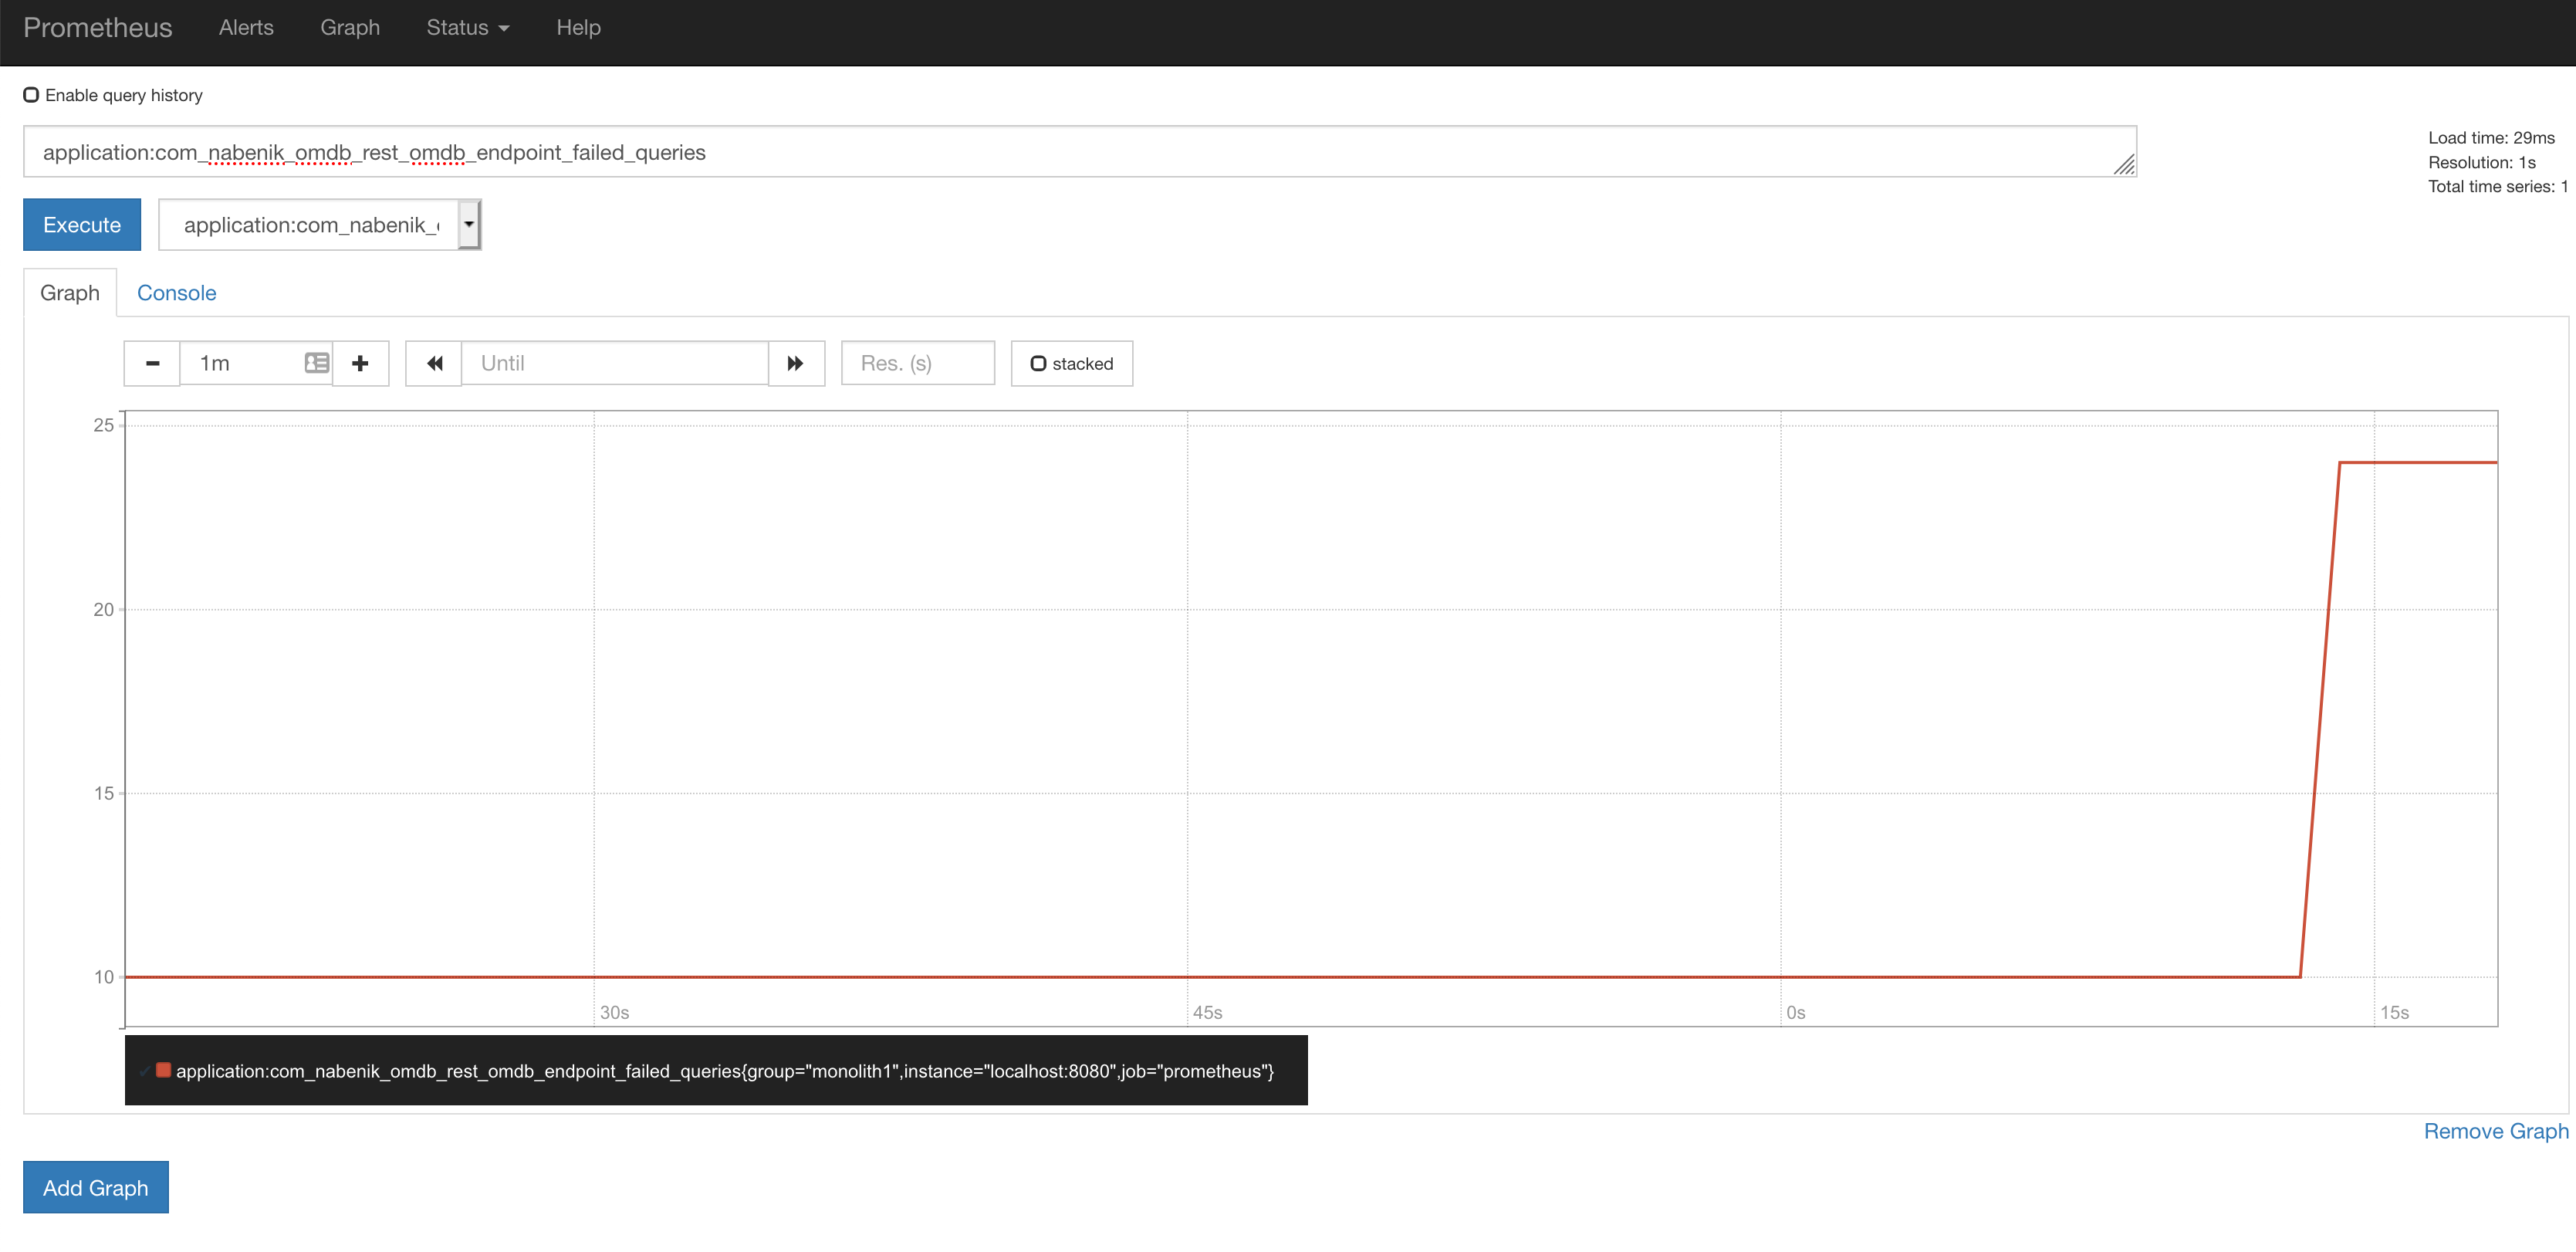 Prometheus Alerts Graph Status Help
Enable query history
application:com_nabenik_omdb_rest_omdb_endpoint_failed_queries
Load time: 29ms
Resolution: 1s
Total time series: 1
Execute application:com_nabenik_
Graph Console
1m Until Res. (s) stacked
25
20
15
10
30s 45s 0s 15s
application:com_nabenik_omdb_rest_omdb_endpoint_failed_queries{group="monolith1",instance="localhost:8080",job="prometheus"}
Remove Graph
Add Graph